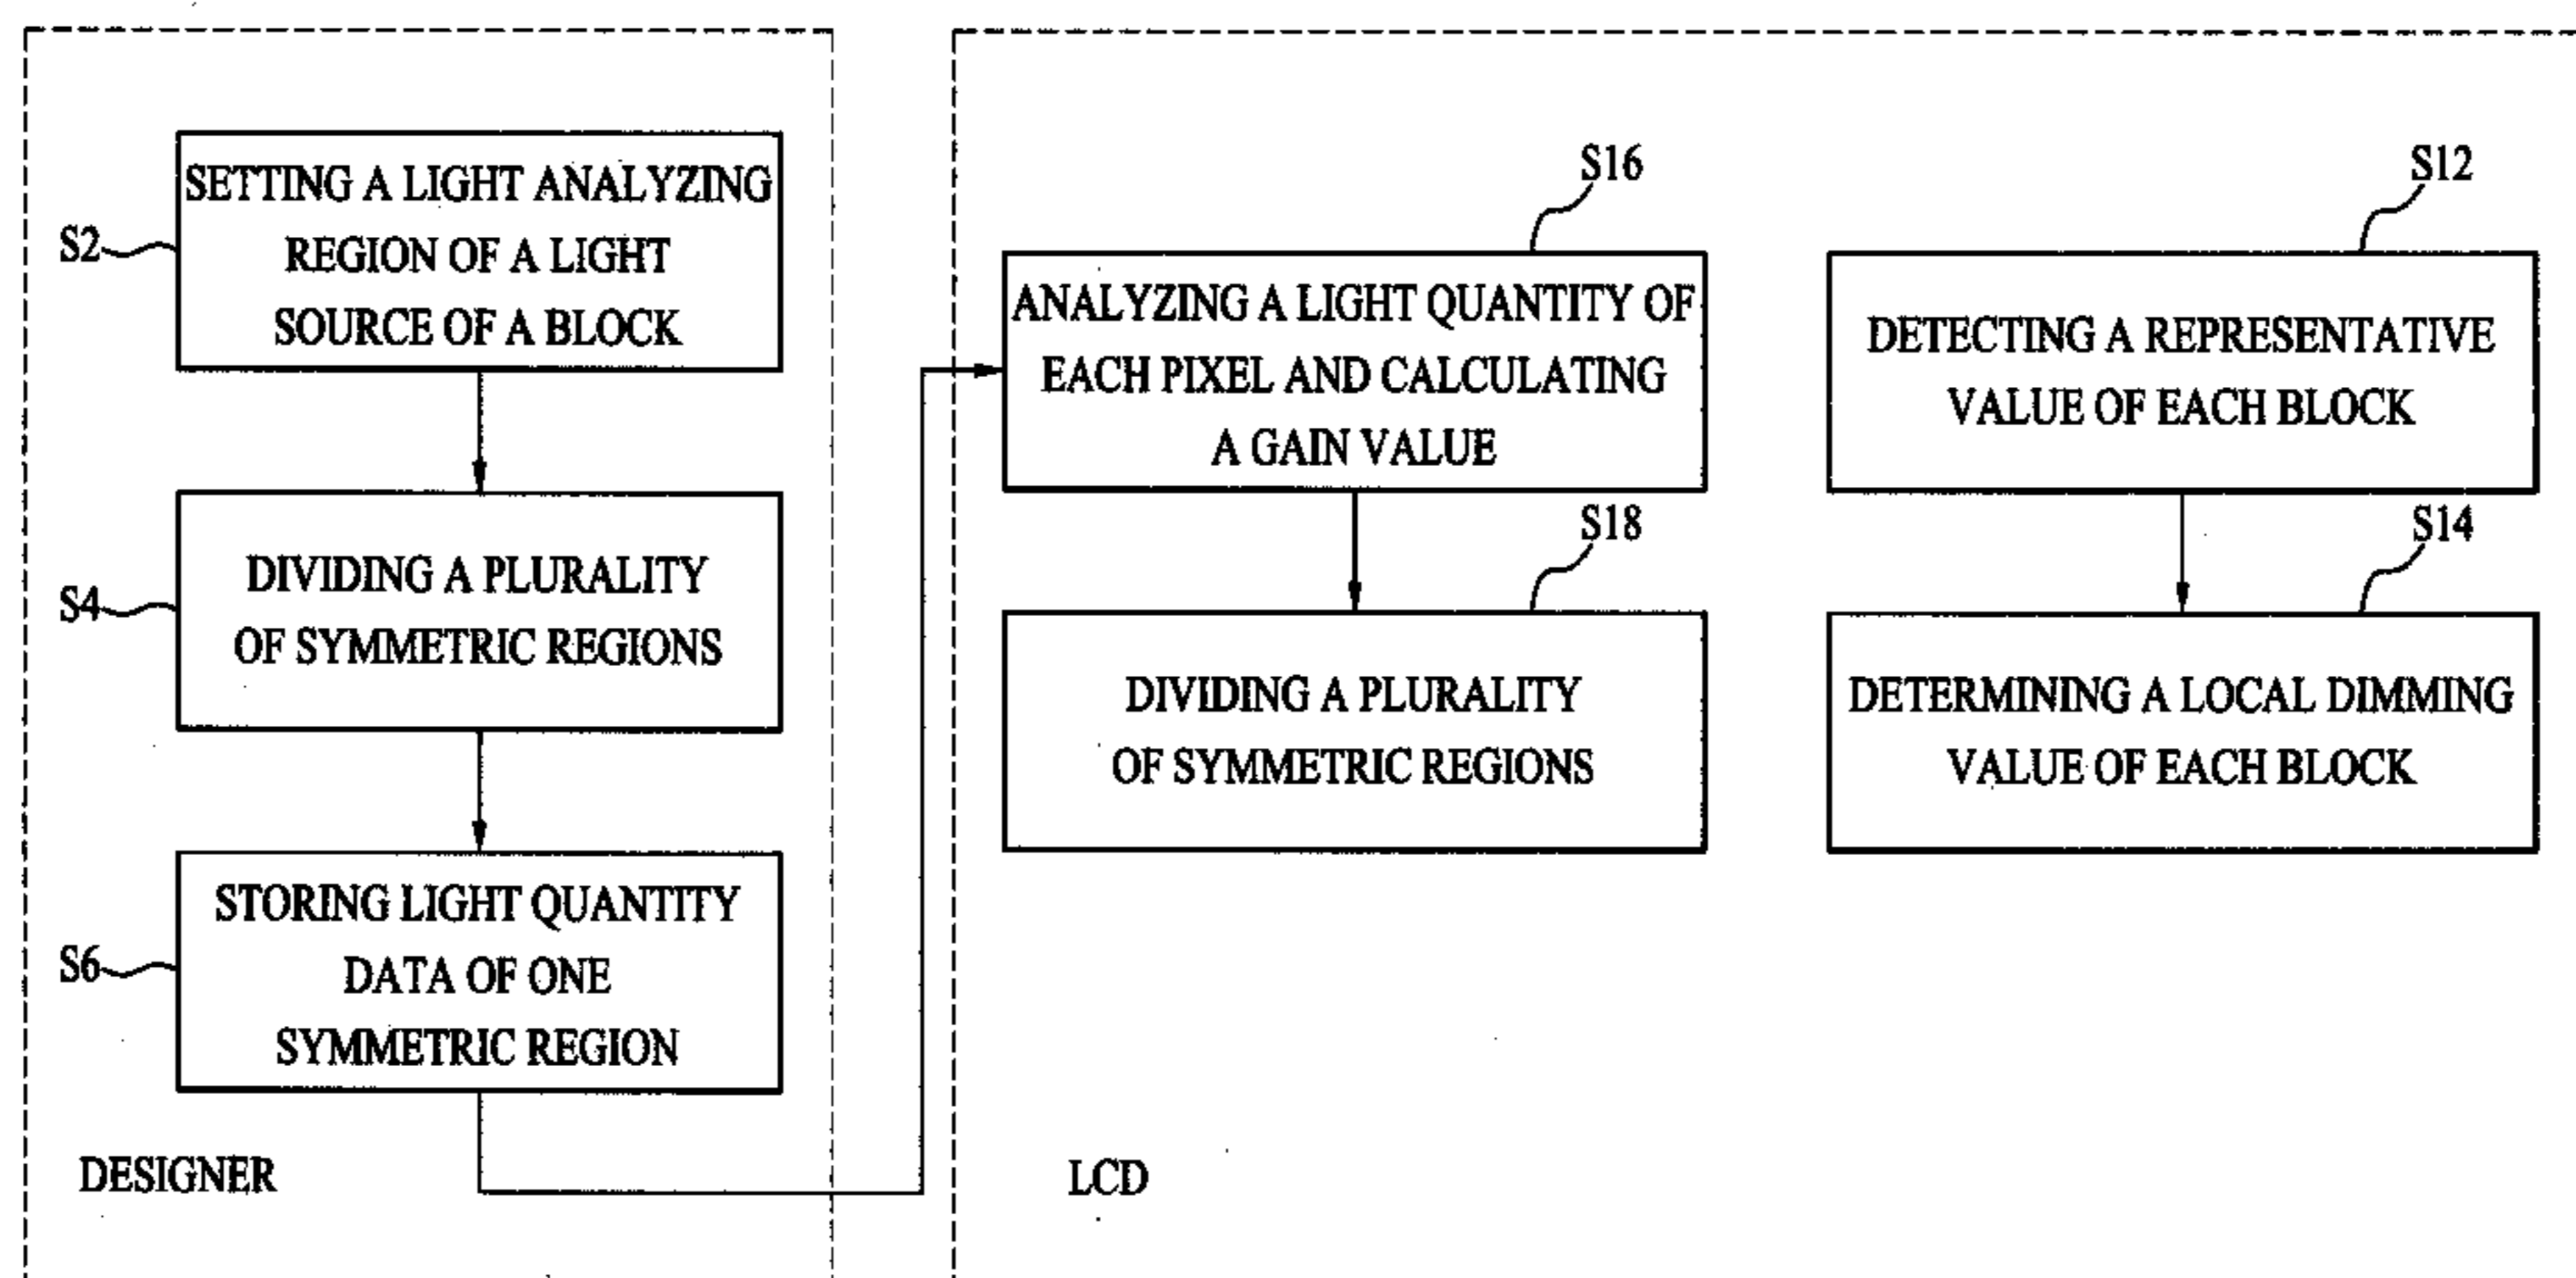 S2
SETTING A LIGHT ANALYZING
REGION OF A LIGHT
SOURCE OF A BLOCK
S4
DIVIDING A PLURALITY
OF SYMMETRIC REGIONS
S6
STORING LIGHT QUANTITY
DATA OF ONE
SYMMETRIC REGION
DESIGNER
S16
ANALYZING A LIGHT QUANTITY OF
EACH PIXEL AND CALCULATING
A GAIN VALUE
S18
DIVIDING A PLURALITY
OF SYMMETRIC REGIONS
S12
DETECTING A REPRESENTATIVE
VALUE OF EACH BLOCK
S14
DETERMINING A LOCAL DIMMING
VALUE OF EACH BLOCK
LCD